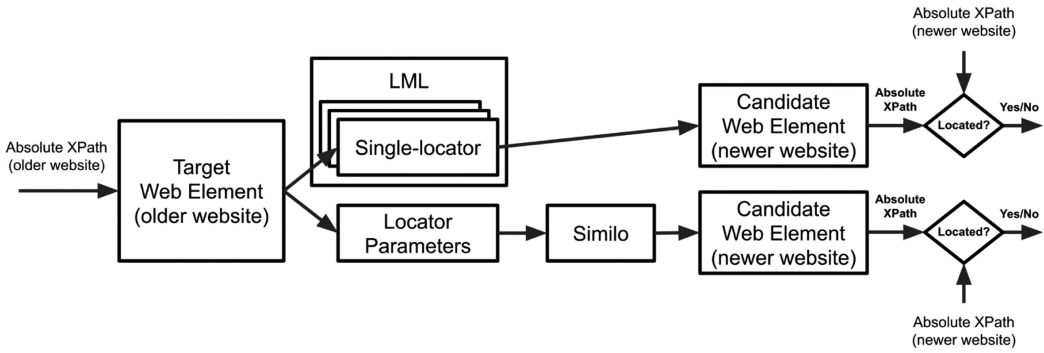 Absolute XPath
(older website)
Target
Web Element
(older website)
LML
Single-locator
Locator
Parameters
Similo
Candidate
Web Element
(newer website)
Absolute
XPath
Absolute XPath
(newer website)
Located?
Yes/No
Candidate
Web Element
(newer website)
Absolute
XPath
Located?
Yes/No
Absolute XPath
(newer website)